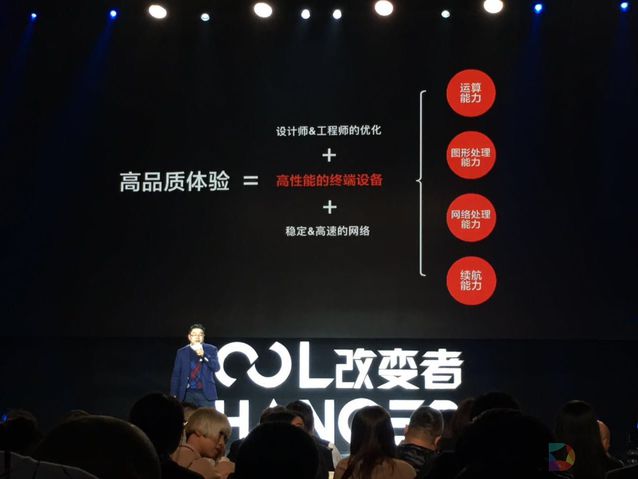 设计师&工程师的优化
+
高品质体验 = 高性能的终端设备
+
稳定&高速的网络
运算
能力
图形处理
能力
网络处理
能力
续航
能力
OOL改变者
HANGER